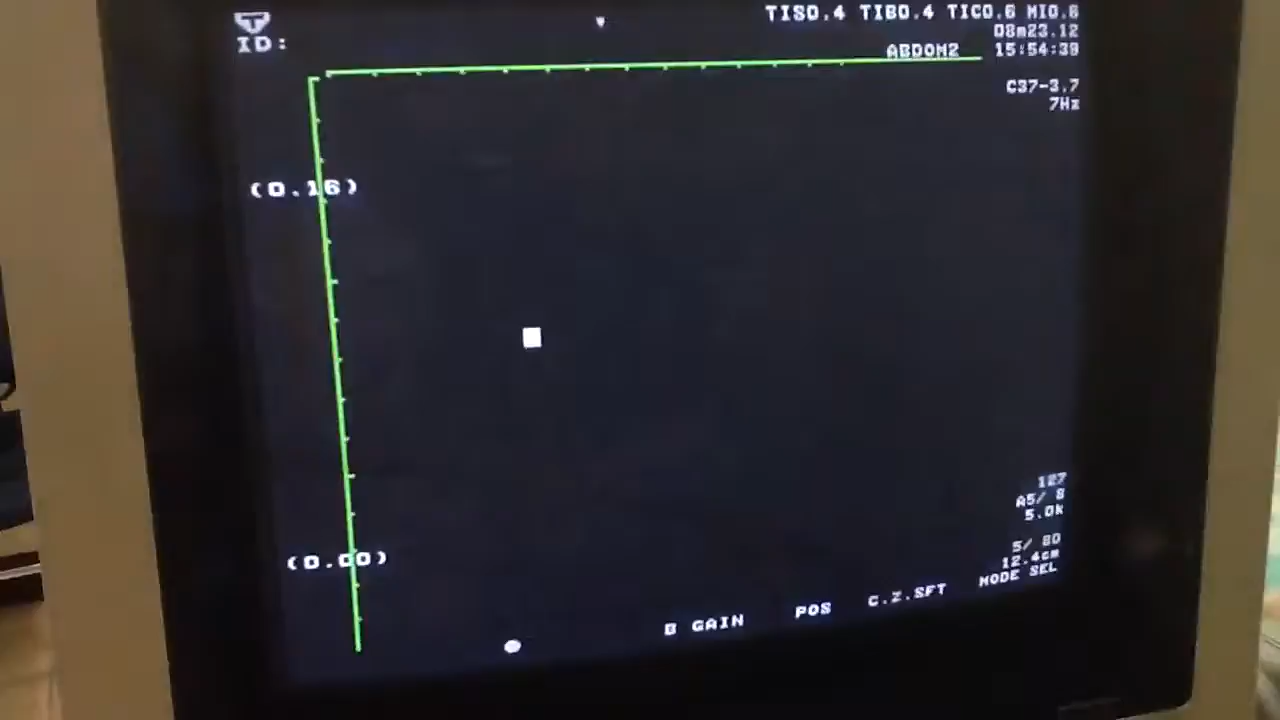 TIS0.4 TIB0.4 TIC0.6 MI0.6
ID:
08m23.12
ABDOM2 15:54:39
C37-3.7
7Hz
(0.16)
127
A5/ 8
5.0k
5/ 80
12.4cm
(0.00)
B GAIN POS C.Z.SFT MODE SEL